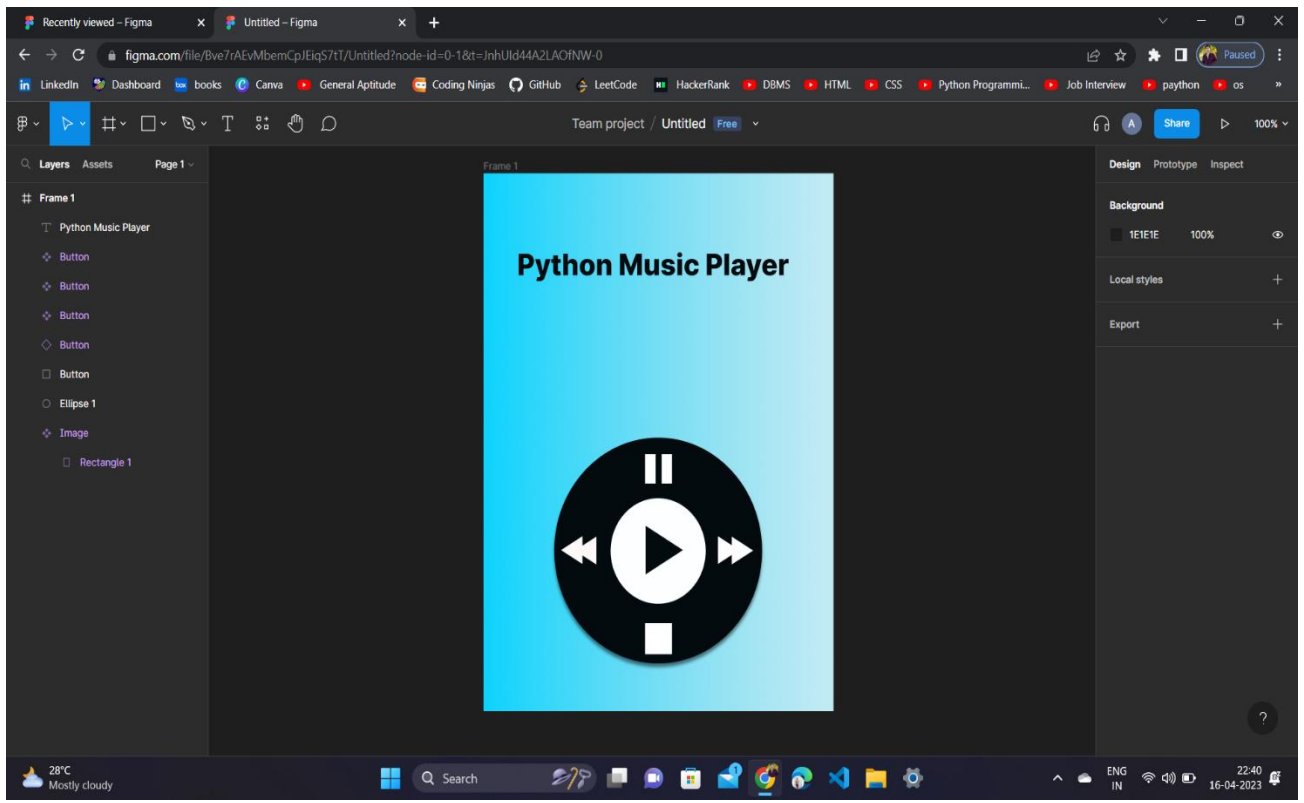 Recently viewed – Figma
Untitled – Figma
figma.com/file/Bve7rAEvMbemCpJEiqS7tT/Untitled?node-id=0-1&t=JnhUId44A2LAOfNW-0
Paused
LinkedIn Dashboard books Canva General Aptitude Coding Ninjas GitHub LeetCode HackerRank DBMS HTML CSS Python Programmi... Job Interview paython os »
Team project / Untitled Free
A Share 100%
Layers Assets Page 1
Design Prototype Inspect
Frame 1
Python Music Player
Button
Button
Button
Button
Button
Ellipse 1
Image
Rectangle 1
Frame 1
Python Music Player
Background
1E1E1E 100%
Local styles
Export
?
28°C
Mostly cloudy
Search
ENG
IN
22:40
16-04-2023